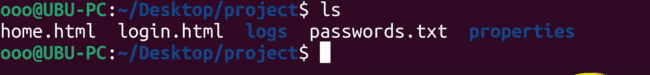 ooo@UBU-PC:~/Desktop/project$ ls
home.html login.html logs passwords.txt properties
ooo@UBU-PC:~/Desktop/project$